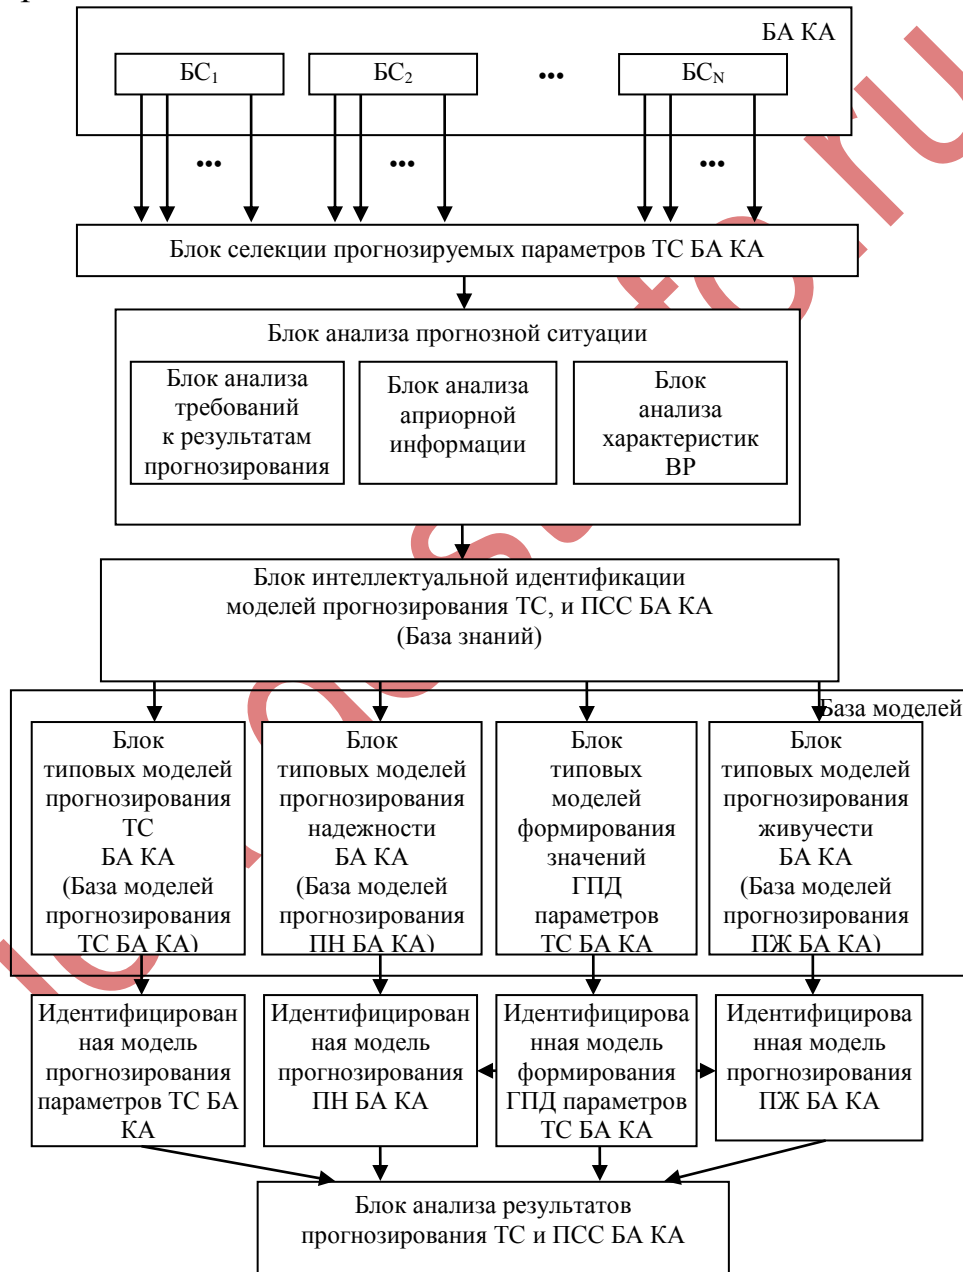 БА КА
БС1
БС2
...
БСN
...
...
...
Блок селекции прогнозируемых параметров ТС БА КА
Блок анализа прогнозной ситуации
Блок анализа
требований
к результатам
прогнозирования
Блок анализа
априорной
информации
Блок
анализа
характеристик
ВР
Блок интеллектуальной идентификации
моделей прогнозирования ТС, и ПСС БА КА
(База знаний)
База моделей
Блок
типовых моделей
прогнозирования
ТС
БА КА
(База моделей
прогнозирования
ТС БА КА)
Блок
типовых моделей
прогнозирования
надежности
БА КА
(База моделей
прогнозирования
ПН БА КА)
Блок
типовых
моделей
формирования
значений
ГПД
параметров
ТС БА КА
Блок
типовых моделей
прогнозирования
живучести
БА КА
(База моделей
прогнозирования
ПЖ БА КА)
Идентифицирован
ная модель
прогнозирования
параметров ТС БА
КА
Идентифицирован
ная модель
прогнозирования
ПН БА КА
Идентифицирова
нная модель
формирования
ГПД параметров
ТС БА КА
Идентифицирова
нная модель
прогнозирования
ПЖ БА КА
Блок анализа результатов
прогнозирования ТС и ПСС БА КА